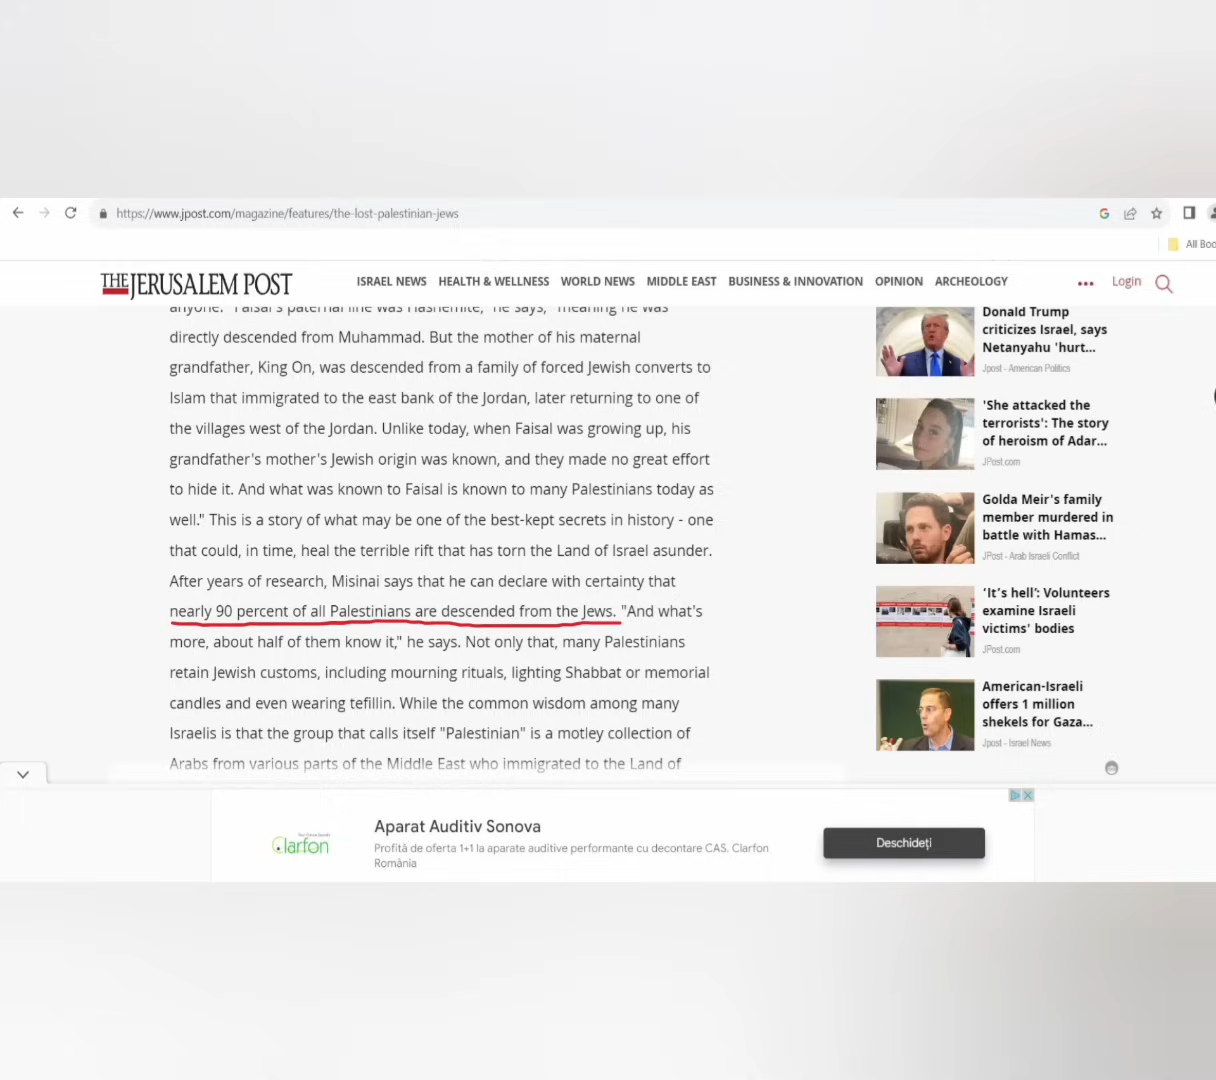 https://www.jpost.com/magazine/features/the-lost-palestinian-jews
All Boo
THE JERUSALEM POST
ISRAEL NEWS HEALTH & WELLNESS WORLD NEWS MIDDLE EAST BUSINESS & INNOVATION OPINION ARCHEOLOGY
Login
anyone. "Faisal's paternal line was Hashemite," he says, "meaning he was
directly descended from Muhammad. But the mother of his maternal
grandfather, King On, was descended from a family of forced Jewish converts to
Islam that immigrated to the east bank of the Jordan, later returning to one of
the villages west of the Jordan. Unlike today, when Faisal was growing up, his
grandfather's mother's Jewish origin was known, and they made no great effort
to hide it. And what was known to Faisal is known to many Palestinians today as
well." This is a story of what may be one of the best-kept secrets in history - one
that could, in time, heal the terrible rift that has torn the Land of Israel asunder.
After years of research, Misinai says that he can declare with certainty that
nearly 90 percent of all Palestinians are descended from the Jews. "And what's
more, about half of them know it," he says. Not only that, many Palestinians
retain Jewish customs, including mourning rituals, lighting Shabbat or memorial
candles and even wearing tefillin. While the common wisdom among many
Israelis is that the group that calls itself "Palestinian" is a motley collection of
Arabs from various parts of the Middle East who immigrated to the Land of
Donald Trump
criticizes Israel, says
Netanyahu 'hurt...
Jpost - American Politics
'She attacked the
terrorists': The story
of heroism of Adar...
JPost.com
Golda Meir's family
member murdered in
battle with Hamas...
JPost - Arab Israeli Conflict
‘It’s hell’: Volunteers
examine Israeli
victims' bodies
JPost.com
American-Israeli
offers 1 million
shekels for Gaza...
Jpost - Israel News
Clarfon
Aparat Auditiv Sonova
Profită de oferta 1+1 la aparate auditive performante cu decontare CAS. Clarfon
România
Deschideți